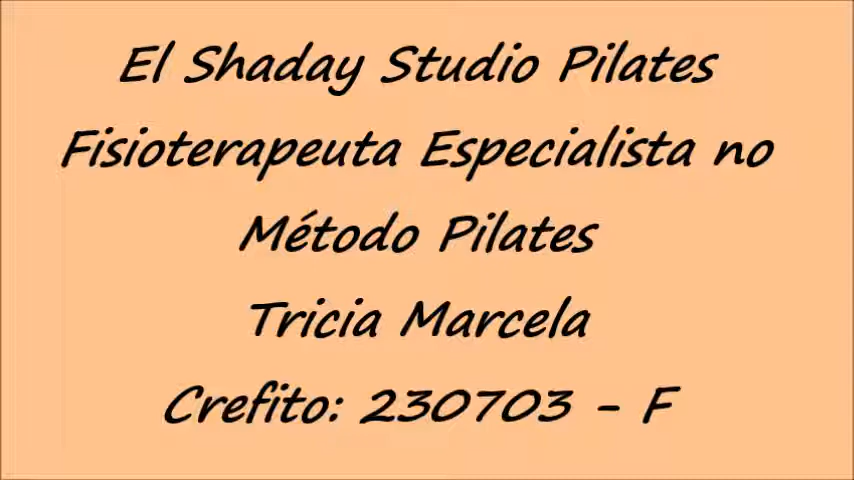 El Shaday Studio Pilates
Fisioterapeuta Especialista no
Método Pilates
Tricia Marcela
Crefito: 230703 - F